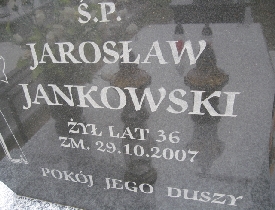 Ś.P.
JAROSŁAW
JANKOWSKI
ŻYŁ LAT 36
ZM. 29.10.2007
POKÓJ JEGO DUSZY